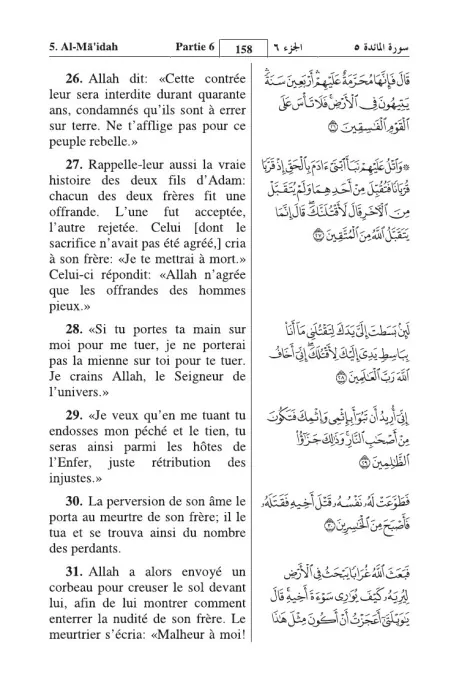 5. Al-Mā'idah Partie 6 158 الجزء ٦ سورة المائدة ٥
26. Allah dit: «Cette contrée
leur sera interdite durant quarante
ans, condamnés qu'ils sont à errer
sur terre. Ne t'afflige pas pour ce
peuple rebelle.»
قَالَ فَإِنَّهَا مُحَرَّمَةٌ عَلَيْهِمْ أَرْبَعِينَ سَنَةً
يَتِيهُونَ فِي الْأَرْضِ فَلَا تَأْسَ عَلَى
الْقَوْمِ الْفَاسِقِينَ ٢٦
27. Rappelle-leur aussi la vraie
histoire des deux fils d'Adam:
chacun des deux frères fit une
offrande. L'une fut acceptée,
l'autre rejetée. Celui [dont le
sacrifice n'avait pas été agréé,] cria
à son frère: «Je te mettrai à mort.»
Celui-ci répondit: «Allah n'agrée
que les offrandes des hommes
pieux.»
۞ وَاتْلُ عَلَيْهِمْ نَبَأَ ابْنَيْ ءَادَمَ بِالْحَقِّ إِذْ قَرَّبَا
قُرْبَانًا فَتُقُبِّلَ مِنْ أَحَدِهِمَا وَلَمْ يُتَقَبَّلْ
مِنَ الْآخَرِ قَالَ لَأَقْتُلَنَّكَ قَالَ إِنَّمَا
يَتَقَبَّلُ اللَّهُ مِنَ الْمُتَّقِينَ ٢٧
28. «Si tu portes ta main sur
moi pour me tuer, je ne porterai
pas la mienne sur toi pour te tuer.
Je crains Allah, le Seigneur de
l'univers.»
لَئِنْ بَسَطْتَ إِلَيَّ يَدَكَ لِتَقْتُلَنِي مَا أَنَا
بِبَاسِطٍ يَدِيَ إِلَيْكَ لِأَقْتُلَكَ إِنِّي أَخَافُ
اللَّهَ رَبَّ الْعَالَمِينَ ٢٨
29. «Je veux qu'en me tuant tu
endosses mon péché et le tien, tu
seras ainsi parmi les hôtes de
l'Enfer, juste rétribution des
injustes.»
إِنِّي أُرِيدُ أَنْ تَبُوأَ بِإِثْمِي وَإِثْمِكَ فَتَكُونَ
مِنْ أَصْحَابِ النَّارِ وَذَلِكَ جَزَاؤُا
الظَّالِمِينَ ٢٩
30. La perversion de son âme le
porta au meurtre de son frère; il le
tua et se trouva ainsi du nombre
des perdants.
فَطَوَّعَتْ لَهُ نَفْسُهُ قَتْلَ أَخِيهِ فَقَتَلَهُ
فَأَصْبَحَ مِنَ الْخَاسِرِينَ ٣٠
31. Allah a alors envoyé un
corbeau pour creuser le sol devant
lui, afin de lui montrer comment
enterrer la nudité de son frère. Le
meurtrier s'écria: «Malheur à moi!
فَبَعَثَ اللَّهُ غُرَابًا يَبْحَثُ فِي الْأَرْضِ
لِيُرِيَهُ كَيْفَ يُوَارِي سَوْءَةَ أَخِيهِ قَالَ
يَا وَيْلَتَى أَعَجَزْتُ أَنْ أَكُونَ مِثْلَ هَذَا